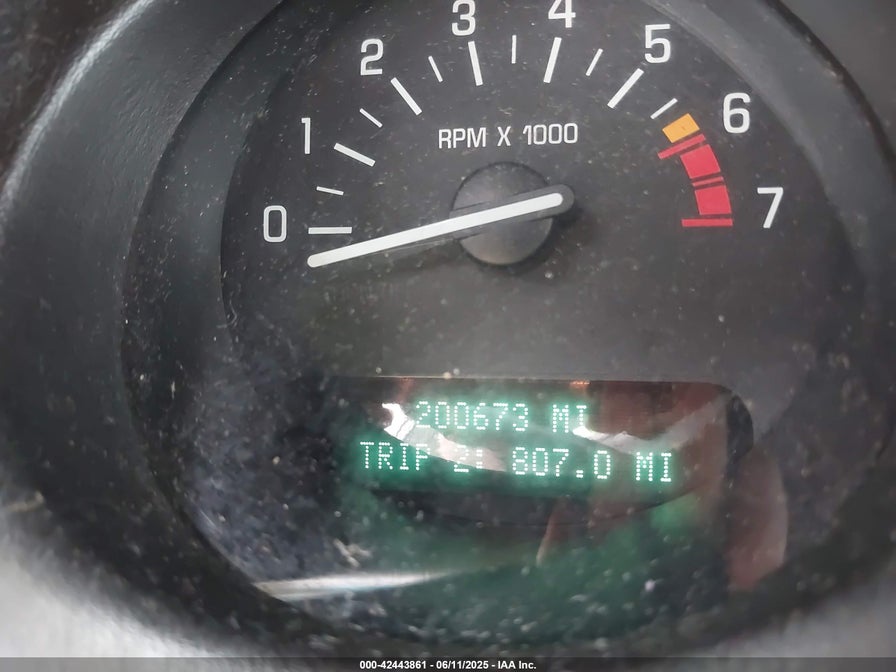 0 1 2 3 4 5 6 7
RPM X 1000
200673 MI
TRIP 2: 807.0 MI
000-42443861 - 06/11/2025 - IAA Inc.